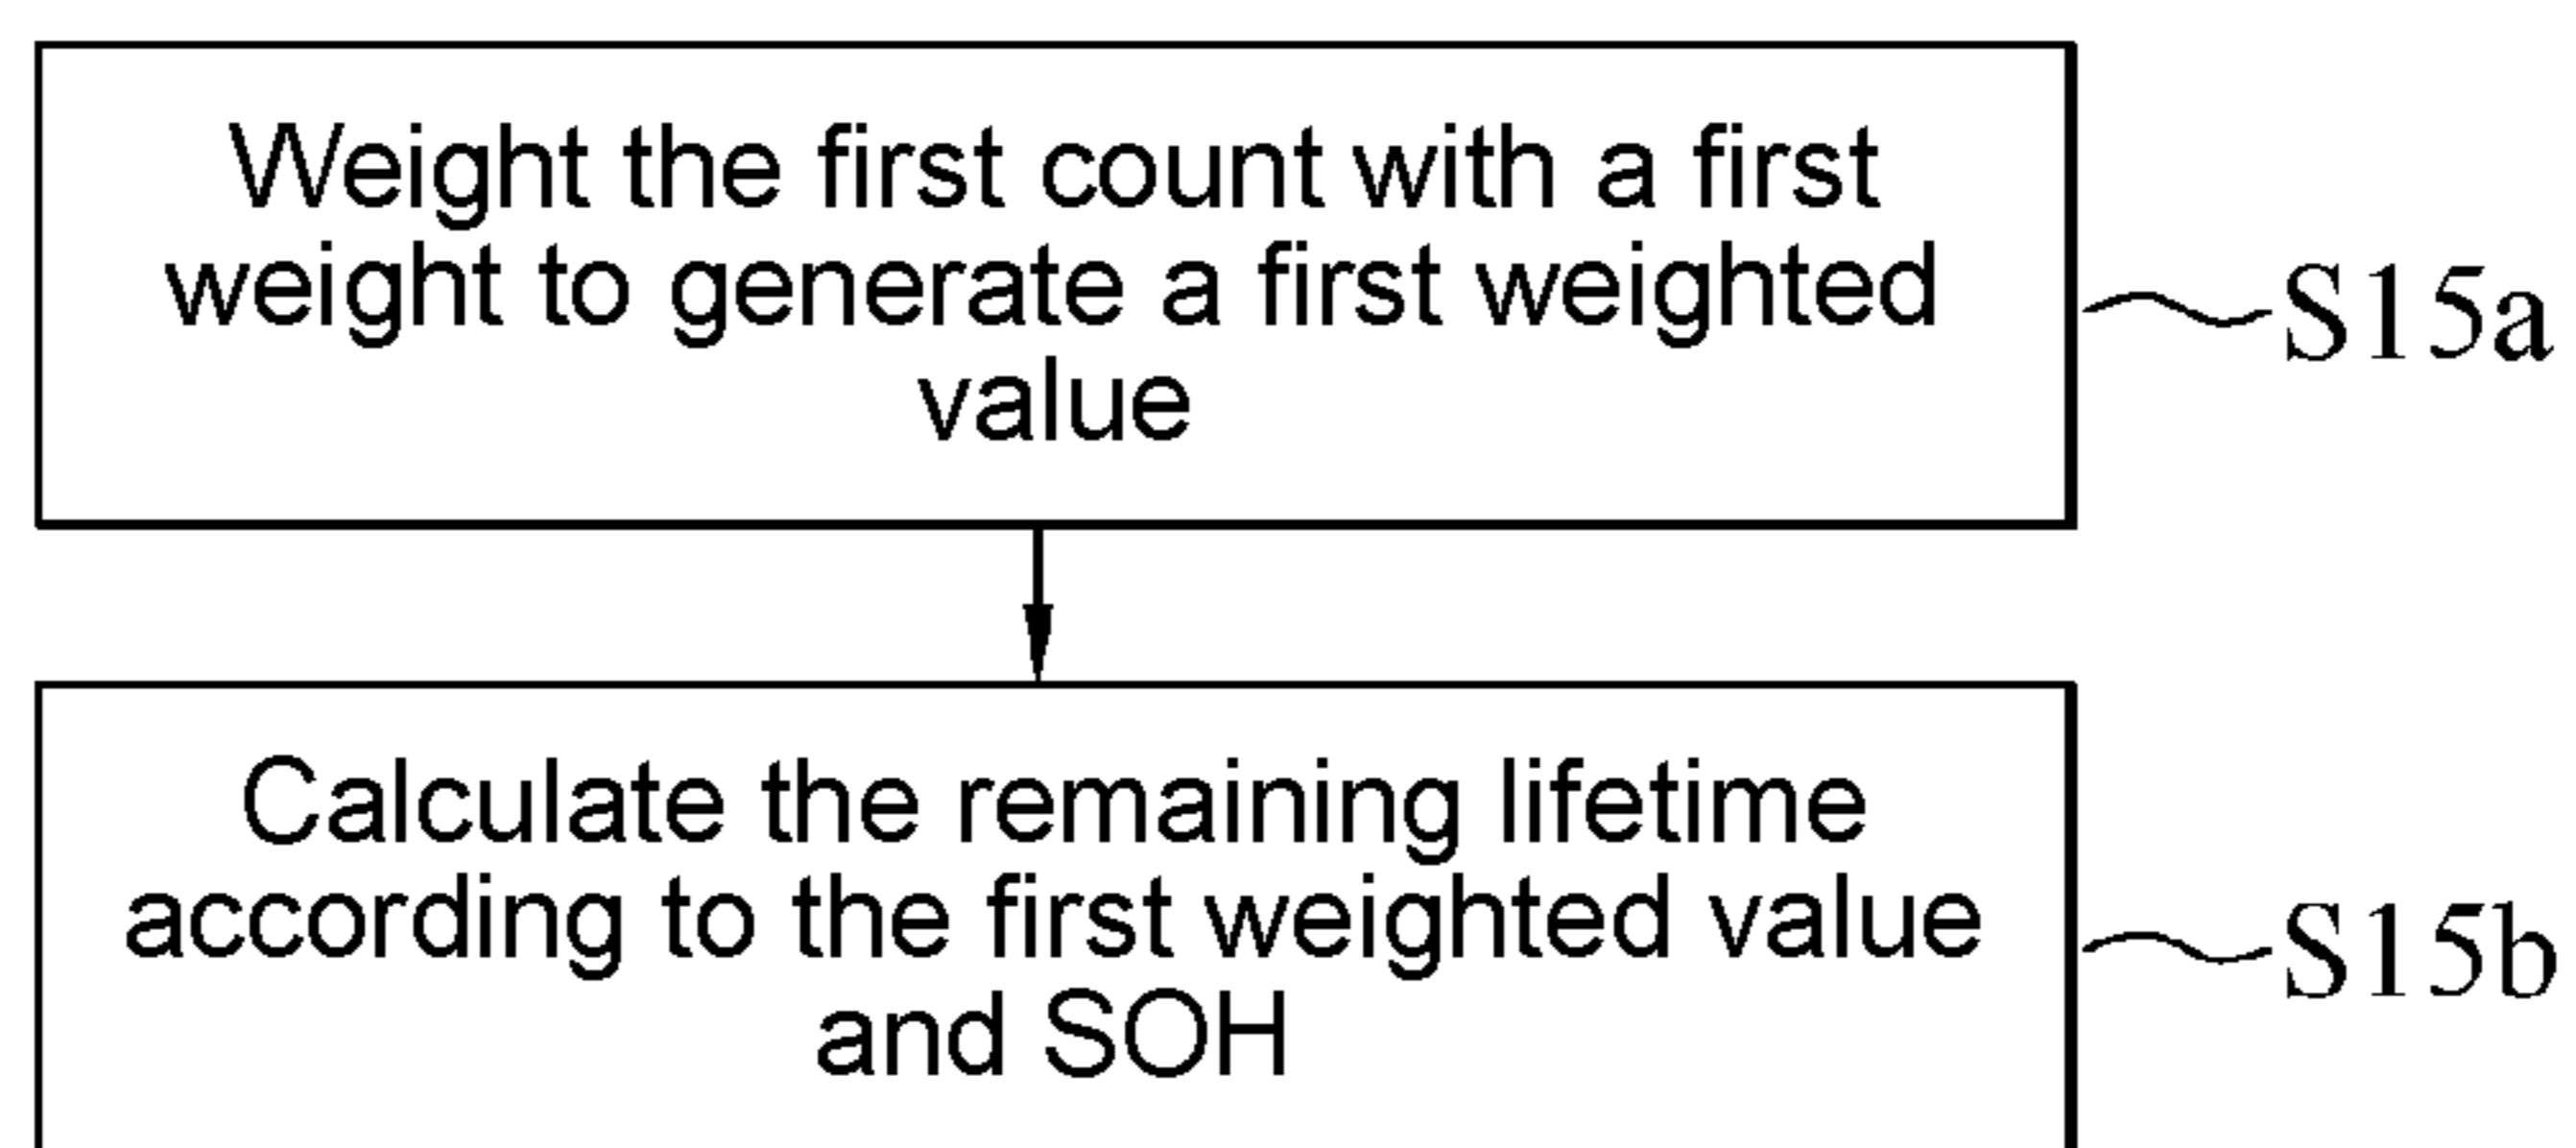 Weight the first count with a first
weight to generate a first weighted
value
S15a
Calculate the remaining lifetime
according to the first weighted value
and SOH
S15b